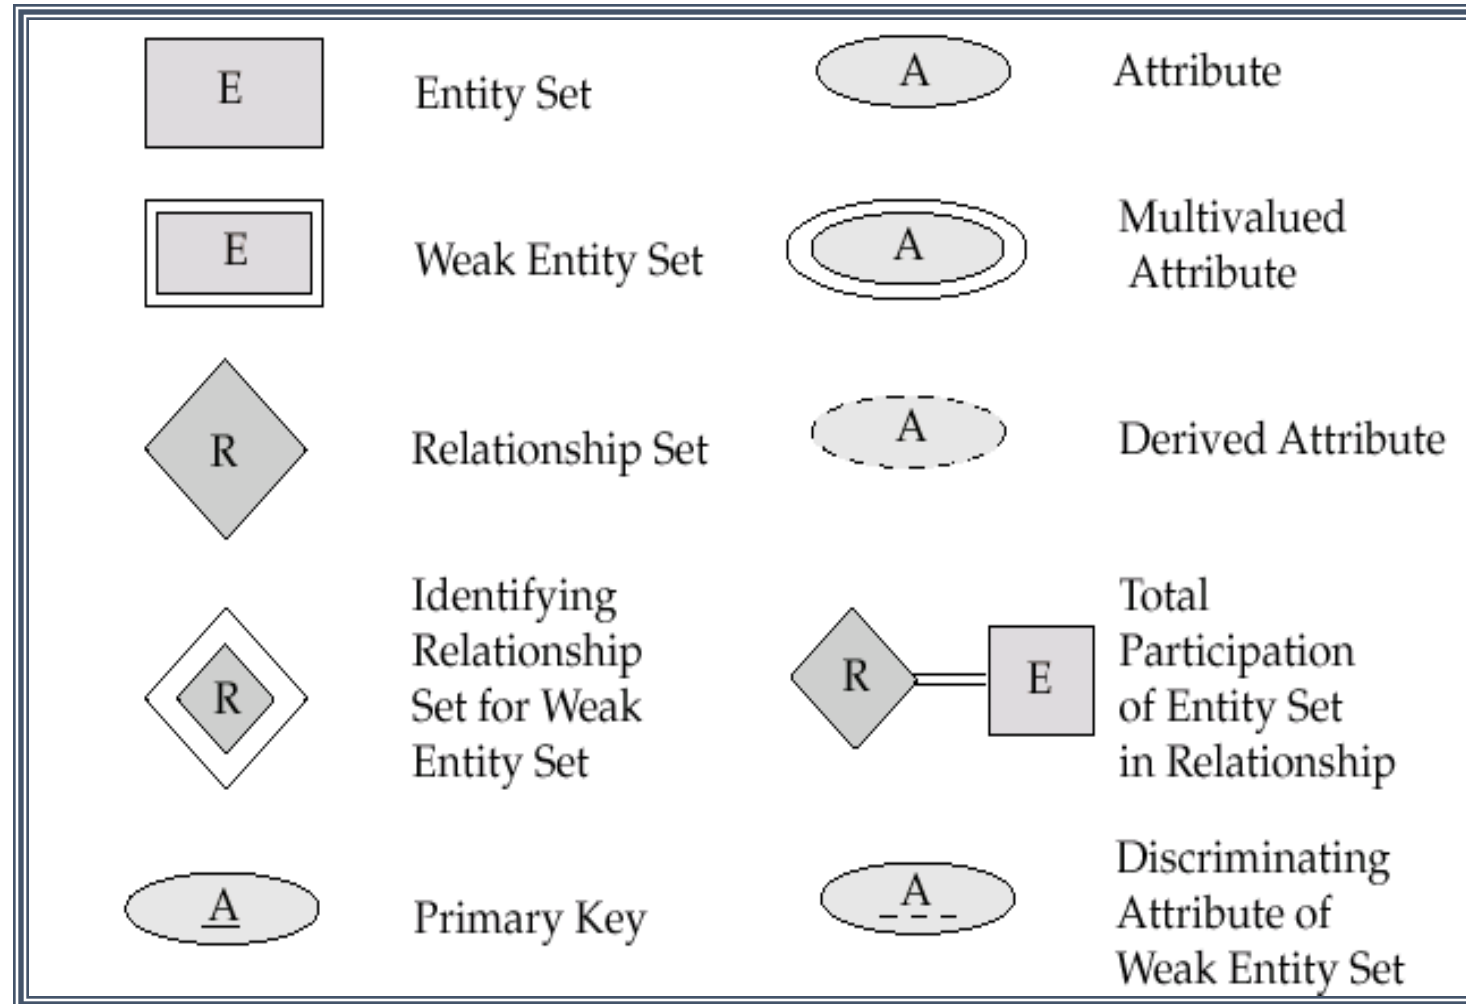 E
Entity Set
A
Attribute
E
Weak Entity Set
A
Multivalued
Attribute
R
Relationship Set
A
Derived Attribute
R
Identifying
Relationship
Set for Weak
Entity Set
R
E
Total
Participation
of Entity Set
in Relationship
A
Primary Key
A
Discriminating
Attribute of
Weak Entity Set